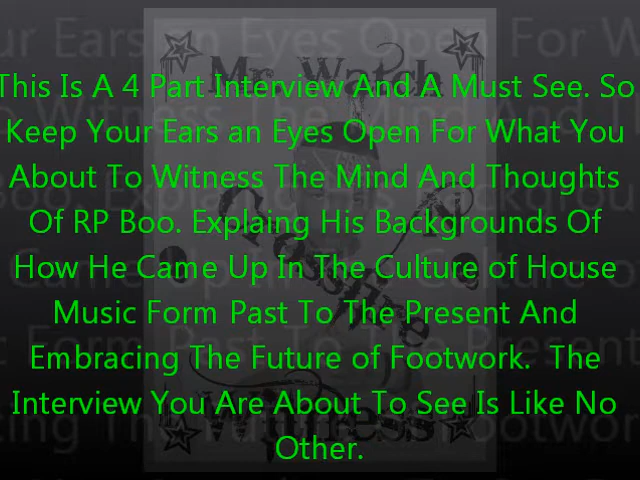 This Is A 4 Part Interview And A Must See. So
Keep Your Ears an Eyes Open For What You
About To Witness The Mind And Thoughts
Of RP Boo. Explaing His Backgrounds Of
How He Came Up In The Culture of House
Music Form Past To The Present And
Embracing The Future of Footwork. The
Interview You Are About To See Is Like No
Other.
Mr. Watch